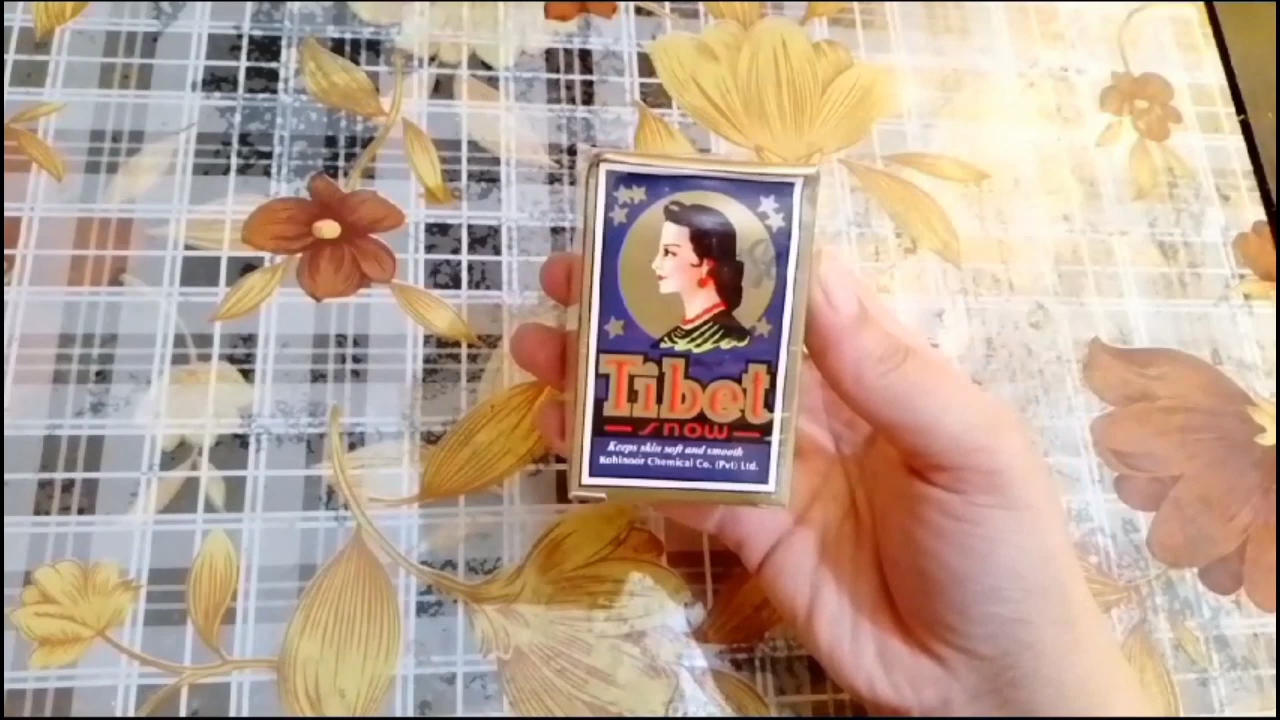 Tibet
snow
Keeps skin soft and smooth
Kohinoor Chemical Co. (Pvt) Ltd.